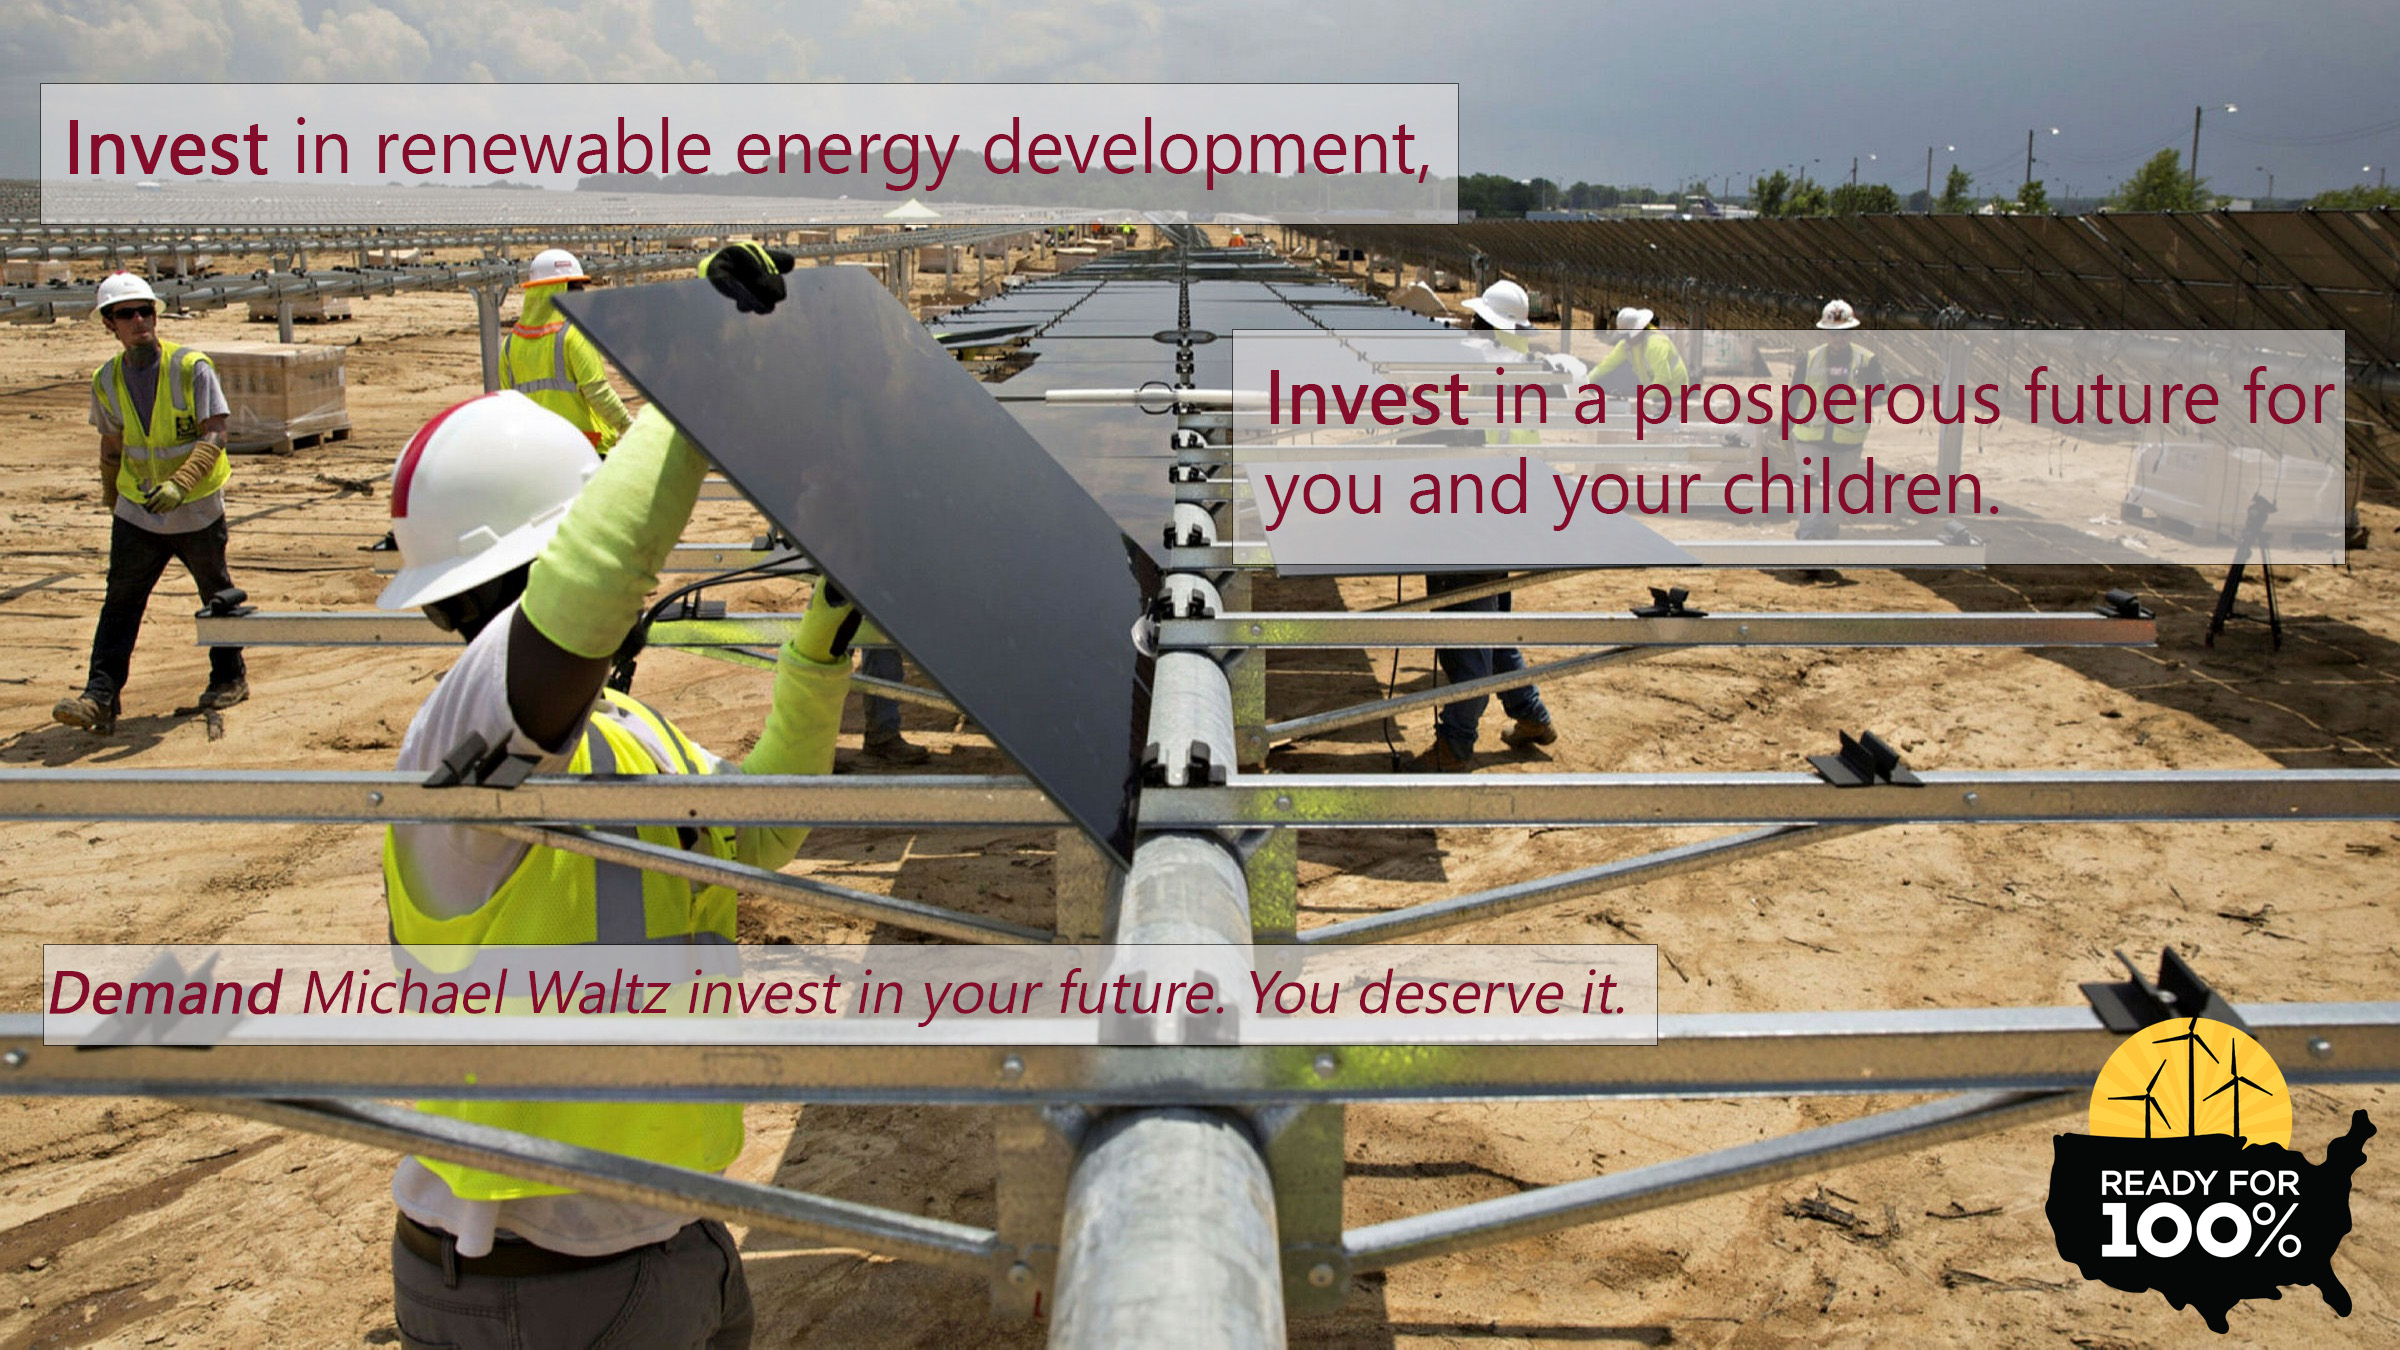 Invest in renewable energy development,
Invest in a prosperous future for
you and your children.
Demand Michael Waltz invest in your future. You deserve it.
READY FOR
100%